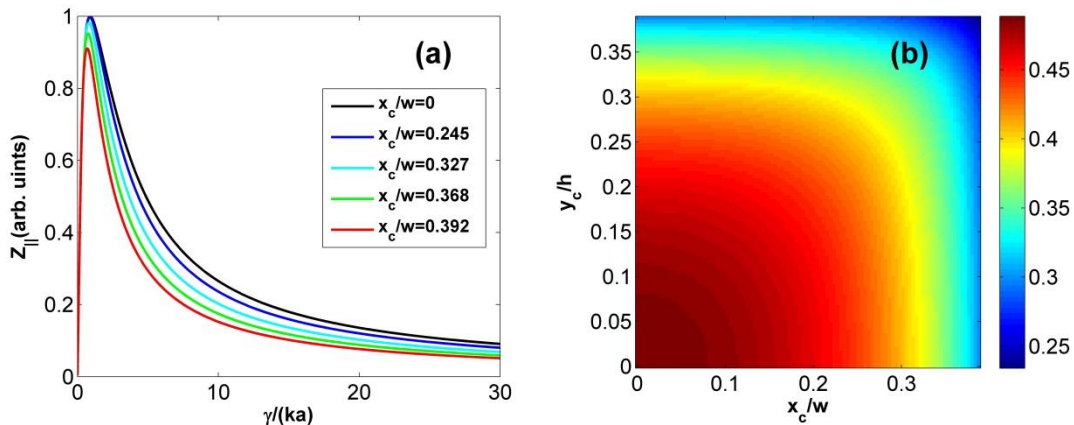 (a)
Z||(arb. uints)
1
0.8
0.6
0.4
0.2
0
0
10
20
30
γ/(ka)
x_c/w=0
x_c/w=0.245
x_c/w=0.327
x_c/w=0.368
x_c/w=0.392
(b)
y_c/h
0.35
0.3
0.25
0.2
0.15
0.1
0.05
0
0
0.1
0.2
0.3
x_c/w
0.45
0.4
0.35
0.3
0.25